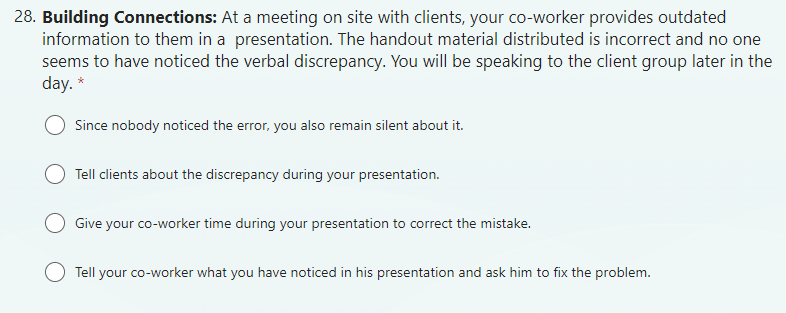 28. Building Connections: At a meeting on site with clients, your co-worker provides outdated
information to them in a presentation. The handout material distributed is incorrect and no one
seems to have noticed the verbal discrepancy. You will be speaking to the client group later in the
day. *
Since nobody noticed the error, you also remain silent about it.
Tell clients about the discrepancy during your presentation.
Give your co-worker time during your presentation to correct the mistake.
Tell your co-worker what you have noticed in his presentation and ask him to fix the problem.